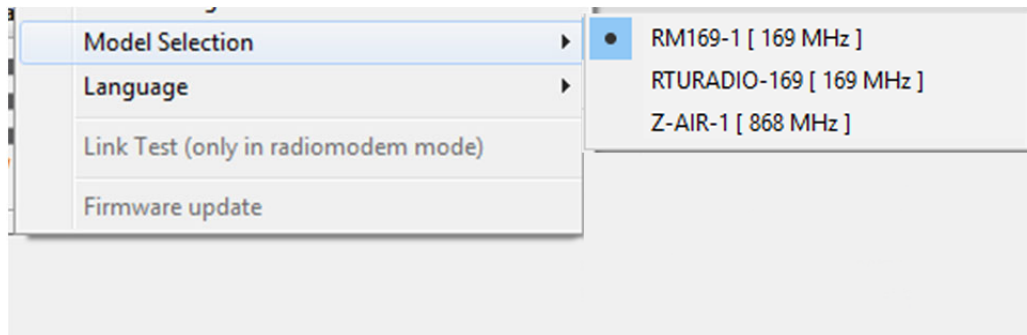 Model Selection
Language
Link Test (only in radiomodem mode)
Firmware update
RM169-1 [ 169 MHz ]
RTURADIO-169 [ 169 MHz ]
Z-AIR-1 [ 868 MHz ]